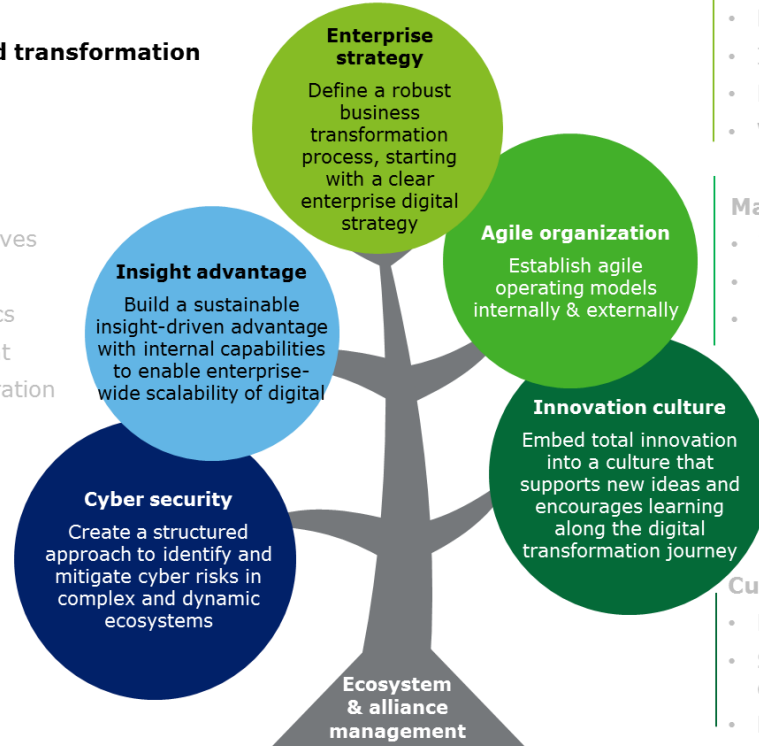 transformation
Enterprise
strategy
Define a robust
business
transformation
process, starting
with a clear
enterprise digital
strategy
Agile organization
Establish agile
operating models
internally & externally
Insight advantage
Build a sustainable
insight-driven advantage
with internal capabilities
to enable enterprise-
wide scalability of digital
Innovation culture
Embed total innovation
into a culture that
supports new ideas and
encourages learning
along the digital
transformation journey
Cyber security
Create a structured
approach to identify and
mitigate cyber risks in
complex and dynamic
ecosystems
Ecosystem
& alliance
management